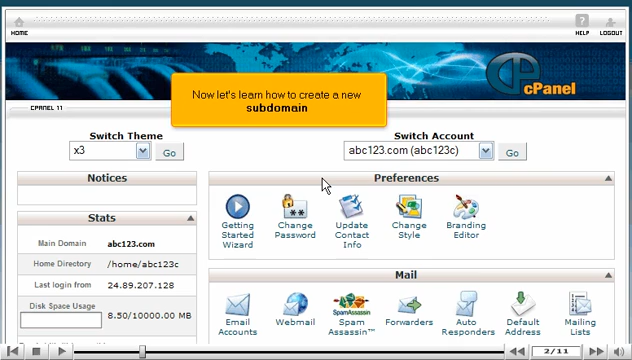 HOME
HELP
LOGOUT
cPanel
CPANEL 11
Now let's learn how to create a new
subdomain
Switch Theme
x3
Go
Switch Account
abc123.com (abc123c)
Go
Notices
Stats
Main Domain
abc123.com
Home Directory
/home/abc123c
Last login from
24.89.207.128
Disk Space Usage
8.50/10000.00 MB
Preferences
Getting
Started
Wizard
Change
Password
Update
Contact
Info
Change
Style
Branding
Editor
Mail
Email
Accounts
Webmail
SpamAssassin
Spam
Assassin™
Forwarders
Auto
Responders
Default
Address
Mailing
Lists
2/11